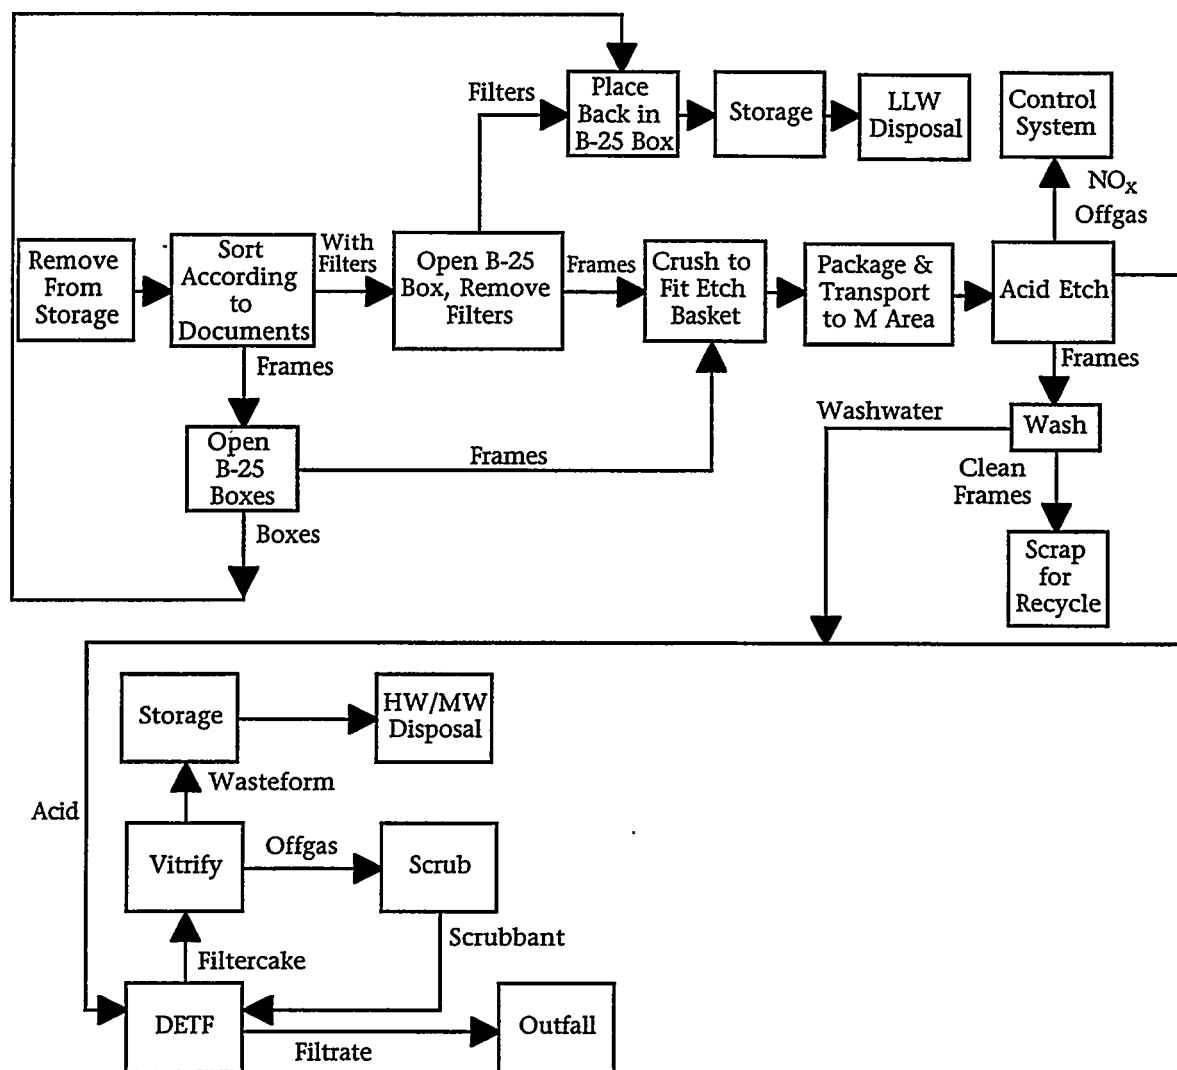 Filters
Place
Back in
B-25 Box
Storage
LLW
Disposal
Control
System
NOx
Offgas
Remove
From
Storage
Sort
According
to
Documents
With
Filters
Open B-25
Box, Remove
Filters
Frames
Crush to
Fit Etch
Basket
Package &
Transport
to M Area
Acid Etch
Frames
Frames
Open
B-25
Boxes
Frames
Washwater
Wash
Clean
Frames
Boxes
Scrap
for
Recycle
Storage
HW/MW
Disposal
Wasteform
Acid
Vitrify
Offgas
Scrub
Scrubbant
Filtercake
DETF
Filtrate
Outfall